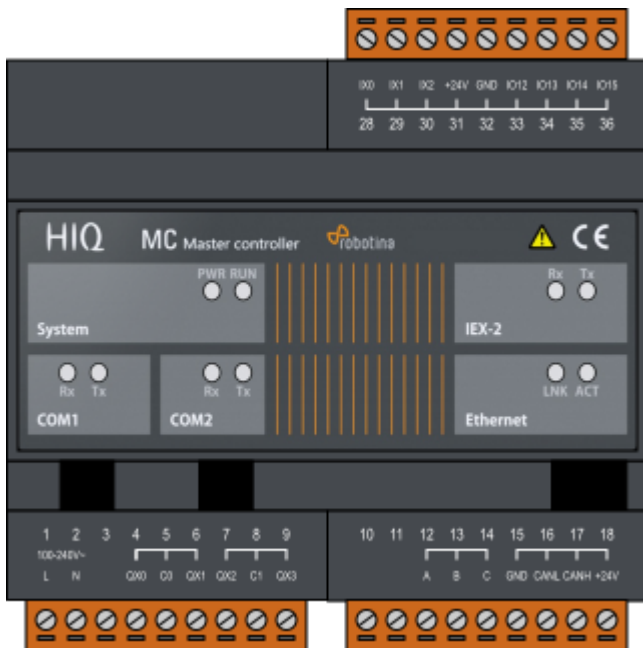 IX0 IX1 IX2 +24V GND IO12 IO13 IO14 IO15
28 29 30 31 32 33 34 35 36
HIQ MC Master controller robotina CE
PWR RUN
System
Rx Tx
IEX-2
Rx Tx
COM1
Rx Tx
COM2
LNK ACT
Ethernet
1 2 3 4 5 6 7 8 9
100-240V~
L N QX0 C0 QX1 QX2 C1 QX3
10 11 12 13 14 15 16 17 18
A B C GND CANL CANH +24V